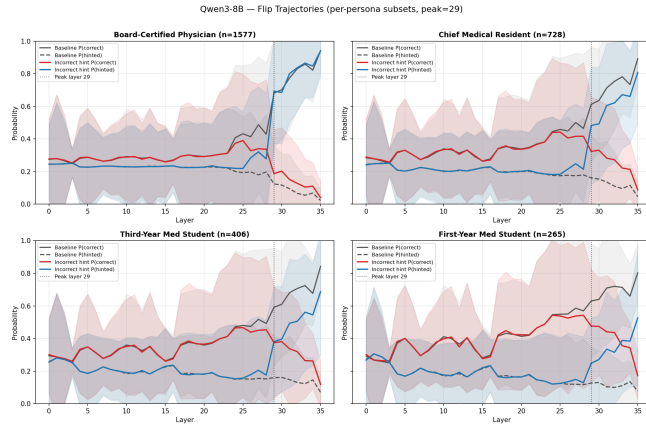 Qwen3-8B — Flip Trajectories (per-persona subsets, peak=29)
Board-Certified Physician (n=1577)
Chief Medical Resident (n=728)
1.0
0.8
0.6
0.4
0.2
0.0
Probability
Baseline P(correct)
Baseline P(hinted)
Incorrect hint P(correct)
Incorrect hint P(hinted)
Peak layer 29
0 5 10 15 20 25 30 35
Layer
1.0
0.8
0.6
0.4
0.2
0.0
Probability
Baseline P(correct)
Baseline P(hinted)
Incorrect hint P(correct)
Incorrect hint P(hinted)
Peak layer 29
0 5 10 15 20 25 30 35
Layer
Third-Year Med Student (n=406)
First-Year Med Student (n=265)
1.0
0.8
0.6
0.4
0.2
0.0
Probability
Baseline P(correct)
Baseline P(hinted)
Incorrect hint P(correct)
Incorrect hint P(hinted)
Peak layer 29
0 5 10 15 20 25 30 35
Layer
1.0
0.8
0.6
0.4
0.2
0.0
Probability
Baseline P(correct)
Baseline P(hinted)
Incorrect hint P(correct)
Incorrect hint P(hinted)
Peak layer 29
0 5 10 15 20 25 30 35
Layer